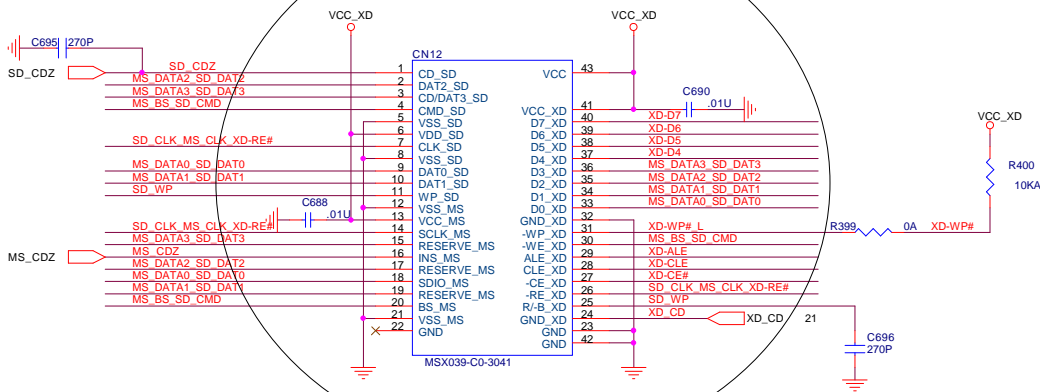 VCC_XD
VCC_XD
C695 270P
CN12
SD_CDZ
SD_CDZ
1 CD_SD
VCC 43
MS_DATA2_SD_DAT2
2 DAT2_SD
MS_DATA3_SD_DAT3
3 CD/DAT3_SD
C690
.01U
MS_BS_SD_CMD
4 CMD_SD
VCC_XD 41
5 VSS_SD
D7_XD 40 XD-D7
VCC_XD
6 VDD_SD
D6_XD 39 XD-D6
SD_CLK_MS_CLK_XD-RE#
7 CLK_SD
D5_XD 38 XD-D5
8 VSS_SD
D4_XD 37 XD-D4
MS_DATA0_SD_DAT0
9 DAT0_SD
D3_XD 36 MS_DATA3_SD_DAT3
R400
MS_DATA1_SD_DAT1
10 DAT1_SD
D2_XD 35 MS_DATA2_SD_DAT2
10KA
SD_WP
11 WP_SD
D1_XD 34 MS_DATA1_SD_DAT1
C688
.01U
12 VSS_MS
D0_XD 33 MS_DATA0_SD_DAT0
13 VCC_MS
GND_XD 32
SD_CLK_MS_CLK_XD-RE#
14 SCLK_MS
-WP_XD 31 XD-WP#_L
R399 0A XD-WP#
MS_DATA3_SD_DAT3
15 RESERVE_MS
-WE_XD 30 MS_BS_SD_CMD
MS_CDZ
MS_CDZ
16 INS_MS
ALE_XD 29 XD-ALE
MS_DATA2_SD_DAT2
17 RESERVE_MS
CLE_XD 28 XD-CLE
MS_DATA0_SD_DAT0
18 SDIO_MS
-CE_XD 27 XD-CE#
MS_DATA1_SD_DAT1
19 RESERVE_MS
-RE_XD 26 SD_CLK_MS_CLK_XD-RE#
MS_BS_SD_CMD
20 BS_MS
R/-B_XD 25 SD_WP
21 VSS_MS
GND_XD 24 XD_CD
XD_CD 21
22 GND
GND 23
GND 42
C696
270P
MSX039-C0-3041